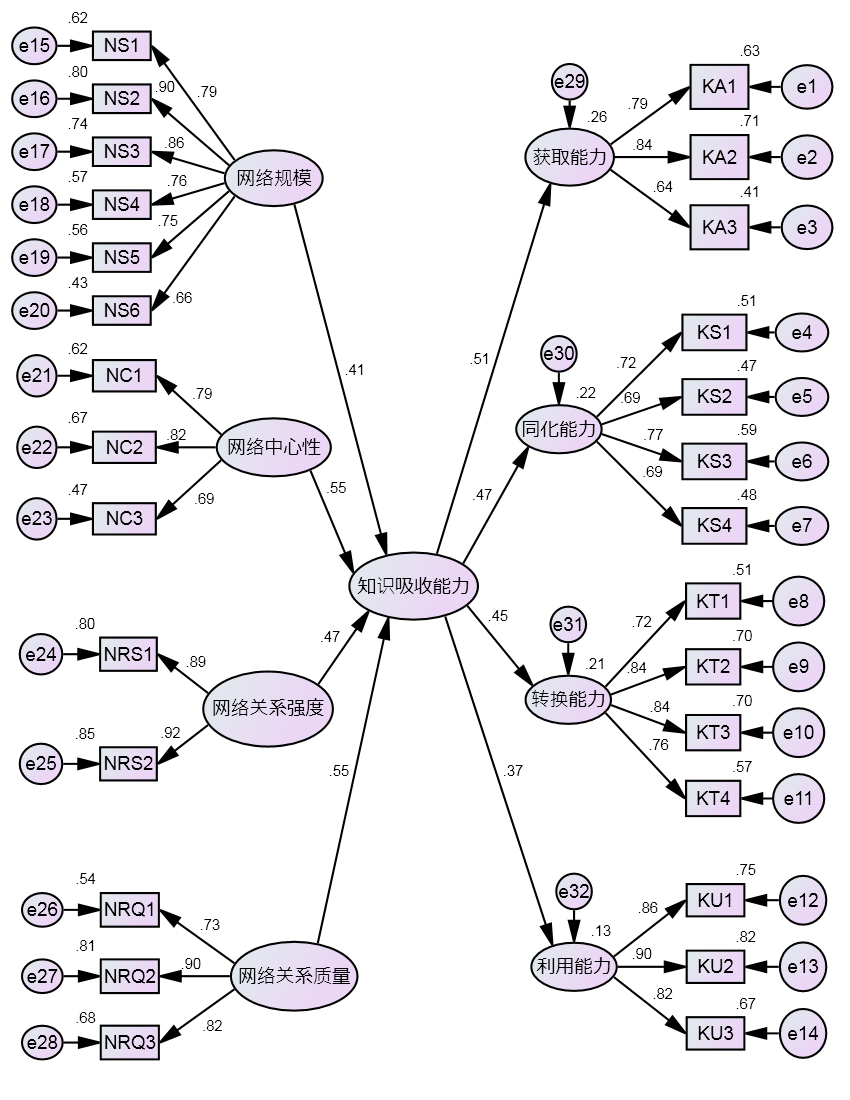 .62
e15
NS1
.79
.80
e16
NS2
.90
.74
e17
NS3
.86
.57
e18
NS4
.76
.56
e19
NS5
.75
.43
e20
NS6
.66
网络规模
.41
.62
e21
NC1
.79
.67
e22
NC2
.82
.47
e23
NC3
.69
网络中心性
.55
.80
e24
NRS1
.89
.85
e25
NRS2
.92
网络关系强度
.47
.54
e26
NRQ1
.73
.81
e27
NRQ2
.90
.68
e28
NRQ3
.82
网络关系质量
.55
知识吸收能力
.51
e29
.26
获取能力
.79
KA1
.63
e1
.84
KA2
.71
e2
.64
KA3
.41
e3
.47
e30
.22
同化能力
.72
KS1
.51
e4
.69
KS2
.47
e5
.77
KS3
.59
e6
.69
KS4
.48
e7
.45
e31
.21
转换能力
.72
KT1
.51
e8
.84
KT2
.70
e9
.84
KT3
.70
e10
.76
KT4
.57
e11
.37
e32
.13
利用能力
.86
KU1
.75
e12
.90
KU2
.82
e13
.82
KU3
.67
e14